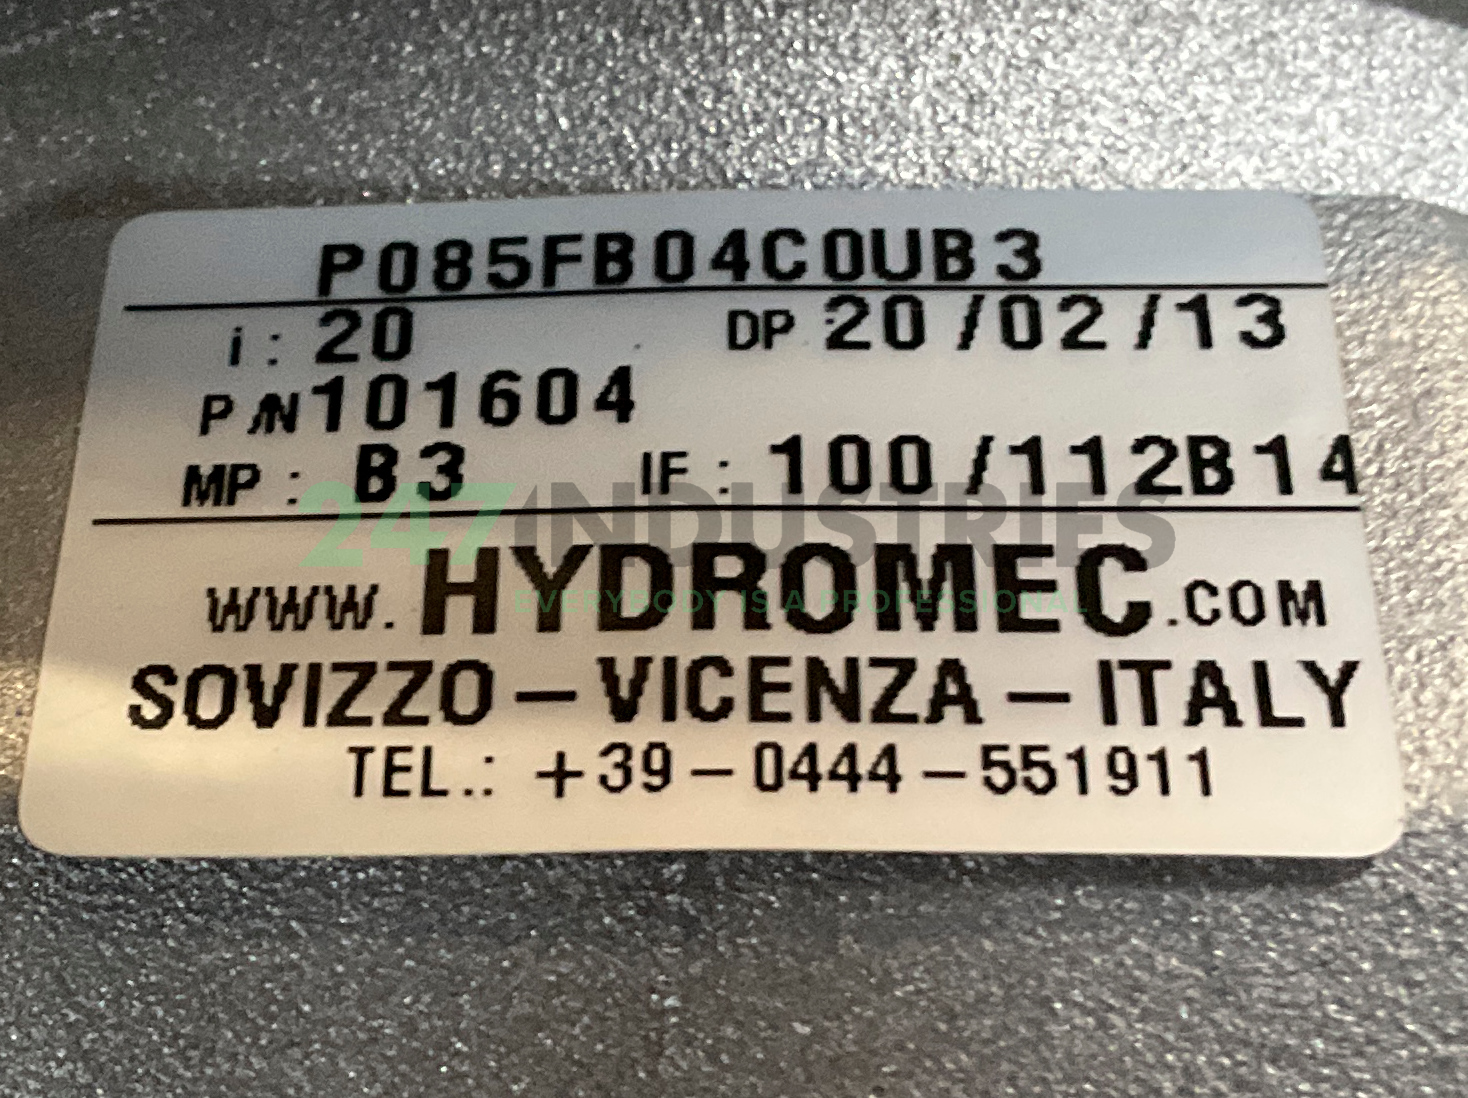 P085FB04C0UB3
i : 20 DP 20/02/13
P/N 101604
MP : B3 IF : 100/112B14
247INDUSTRIES
www.HYDROMEC.COM
EVERYBODY IS A PROFESSIONAL
SOVIZZO – VICENZA – ITALY
TEL.: +39 – 0444 – 551911